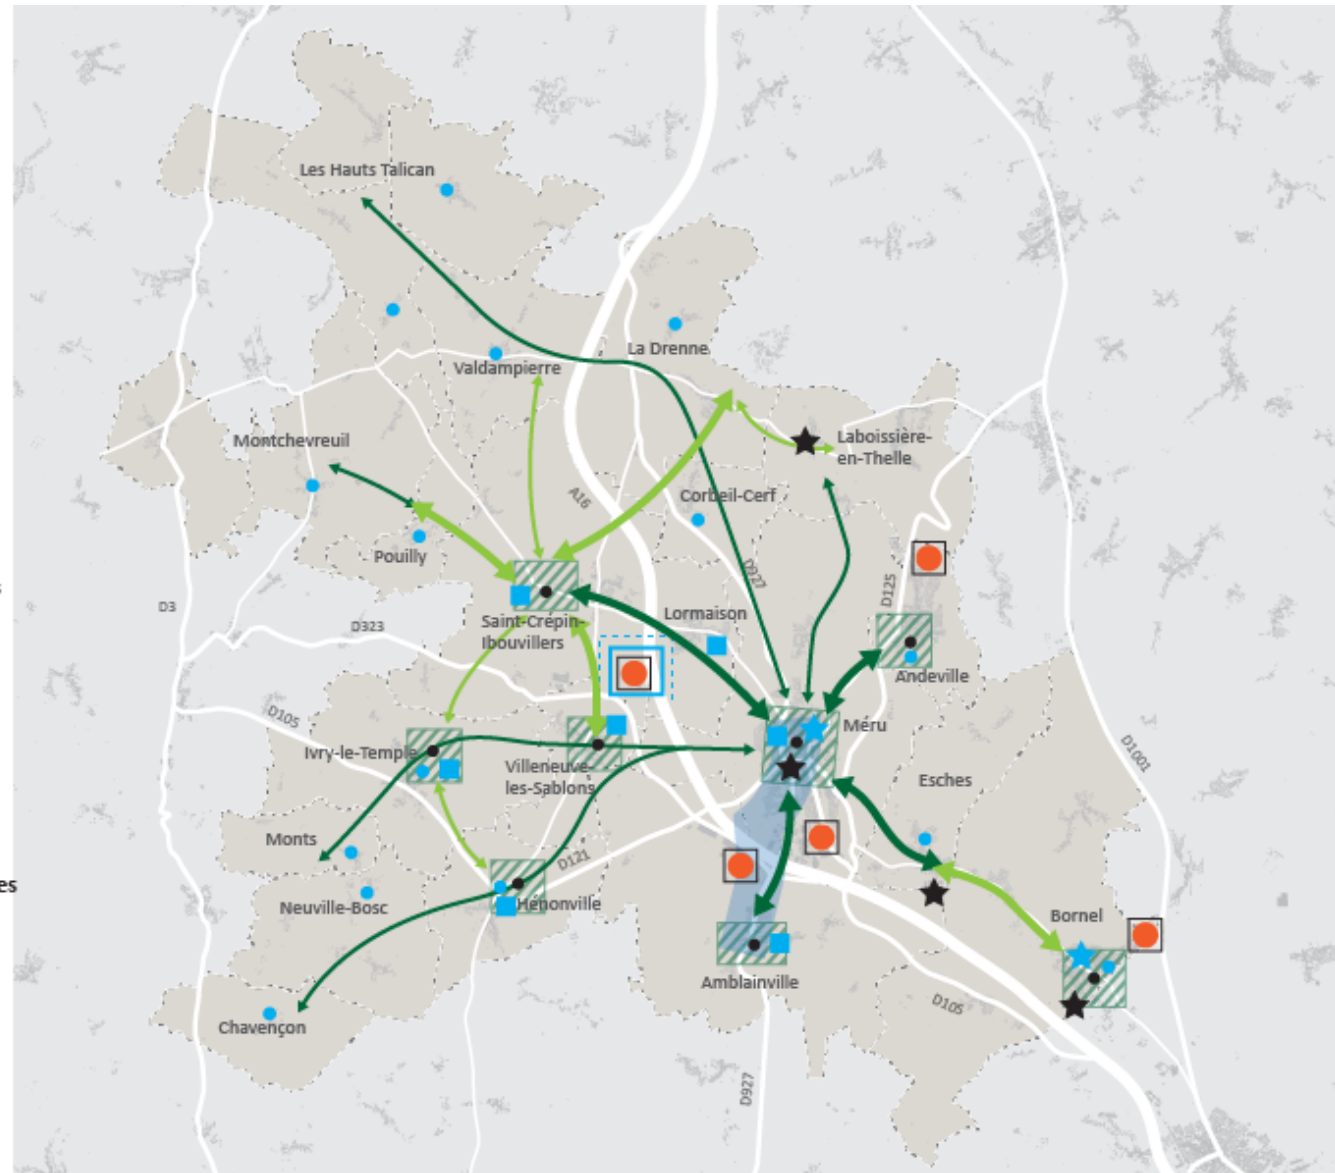 Les Hauts Talican
La Drenne
Valdampierre
Montchevreuil
Laboissière-
en-Thelle
A16
Corbeil-Cerf
Pouilly
D927
D125
s
D3
Saint-Crépin-
Ibouvillers
Lormaison
D323
Andeville
D105
Méru
D1001
Ivry-le-Temple
Villeneuve-
les-Sablons
Esches
Monts
D121
es
Neuville-Bosc
Hénonville
Bornel
Amblainville
D105
Chavençon
D927